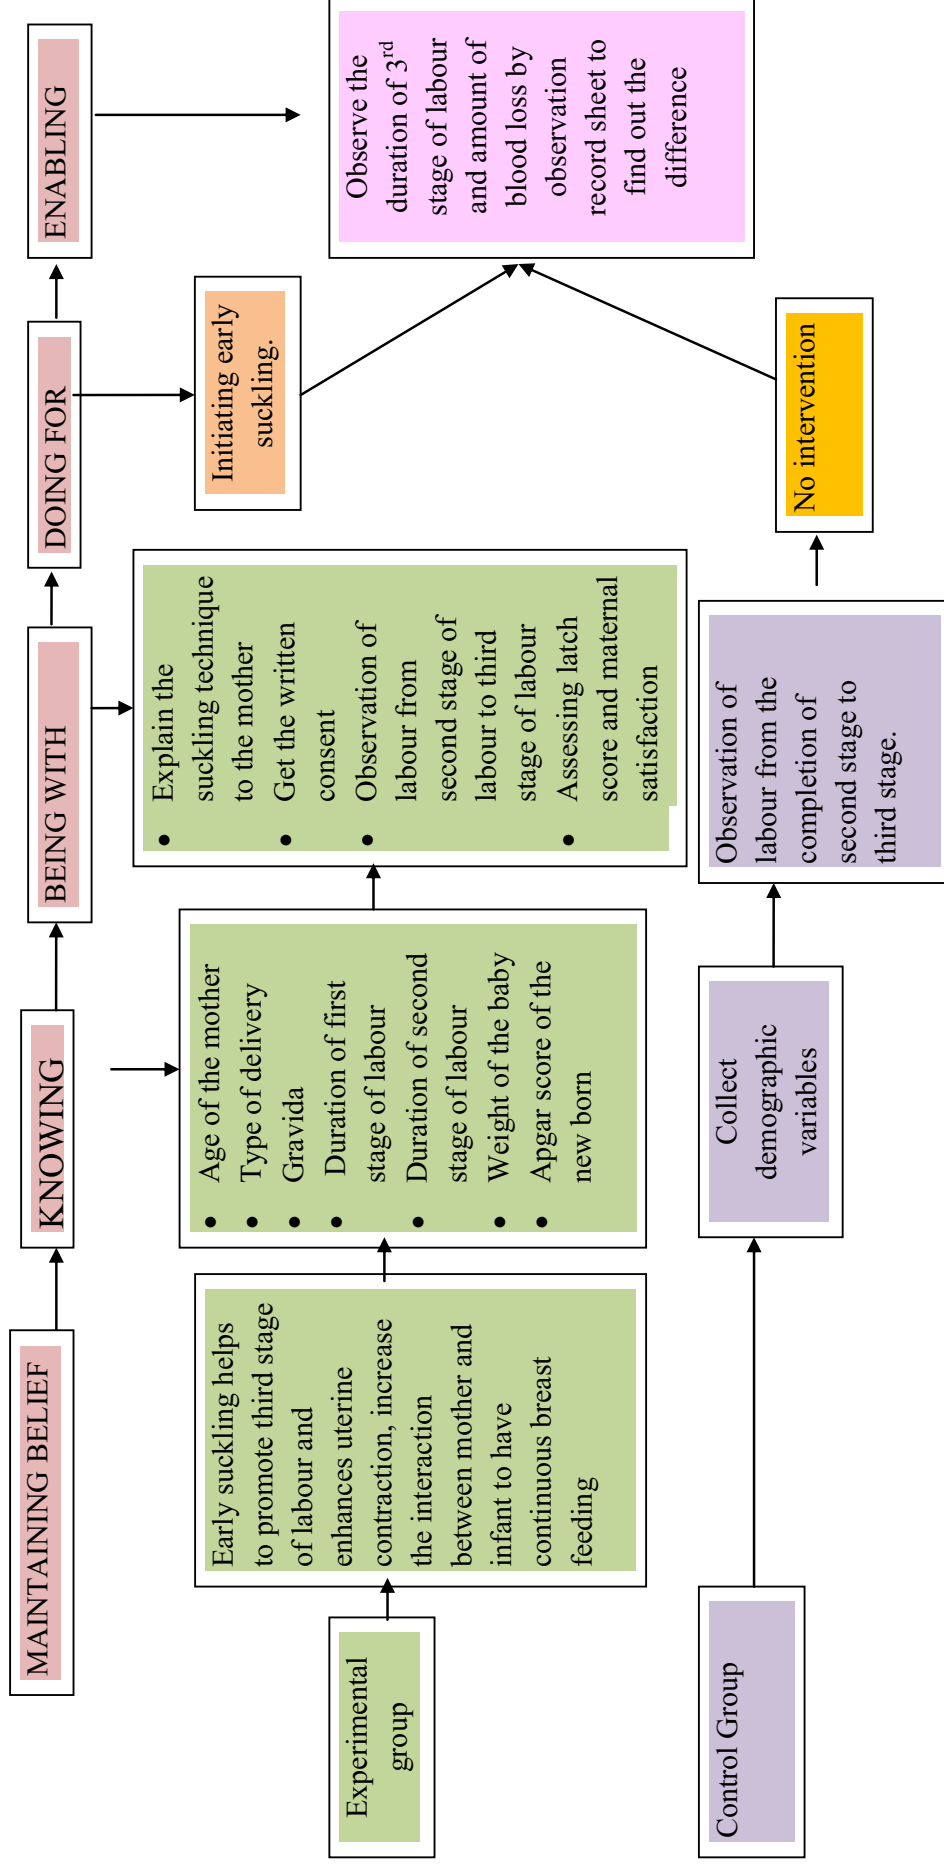 MAINTAINING BELIEF
KNOWING
BEING WITH
DOING FOR
ENABLING
Experimental
group
Early suckling helps
to promote third stage
of labour and
enhances uterine
contraction, increase
the interaction
between mother and
infant to have
continuous breast
feeding
• Age of the mother
• Type of delivery
• Gravida
• Duration of first
stage of labour
• Duration of second
stage of labour
• Weight of the baby
• Apgar score of the
new born
• Explain the
suckling technique
to the mother
• Get the written
consent
• Observation of
labour from
second stage of
labour to third
stage of labour
• Assessing latch
score and maternal
satisfaction
Initiating early
suckling.
Observe the
duration of 3rd
stage of labour
and amount of
blood loss by
observation
record sheet to
find out the
difference
Control Group
Collect
demographic
variables
Observation of
labour from the
completion of
second stage to
third stage.
No intervention